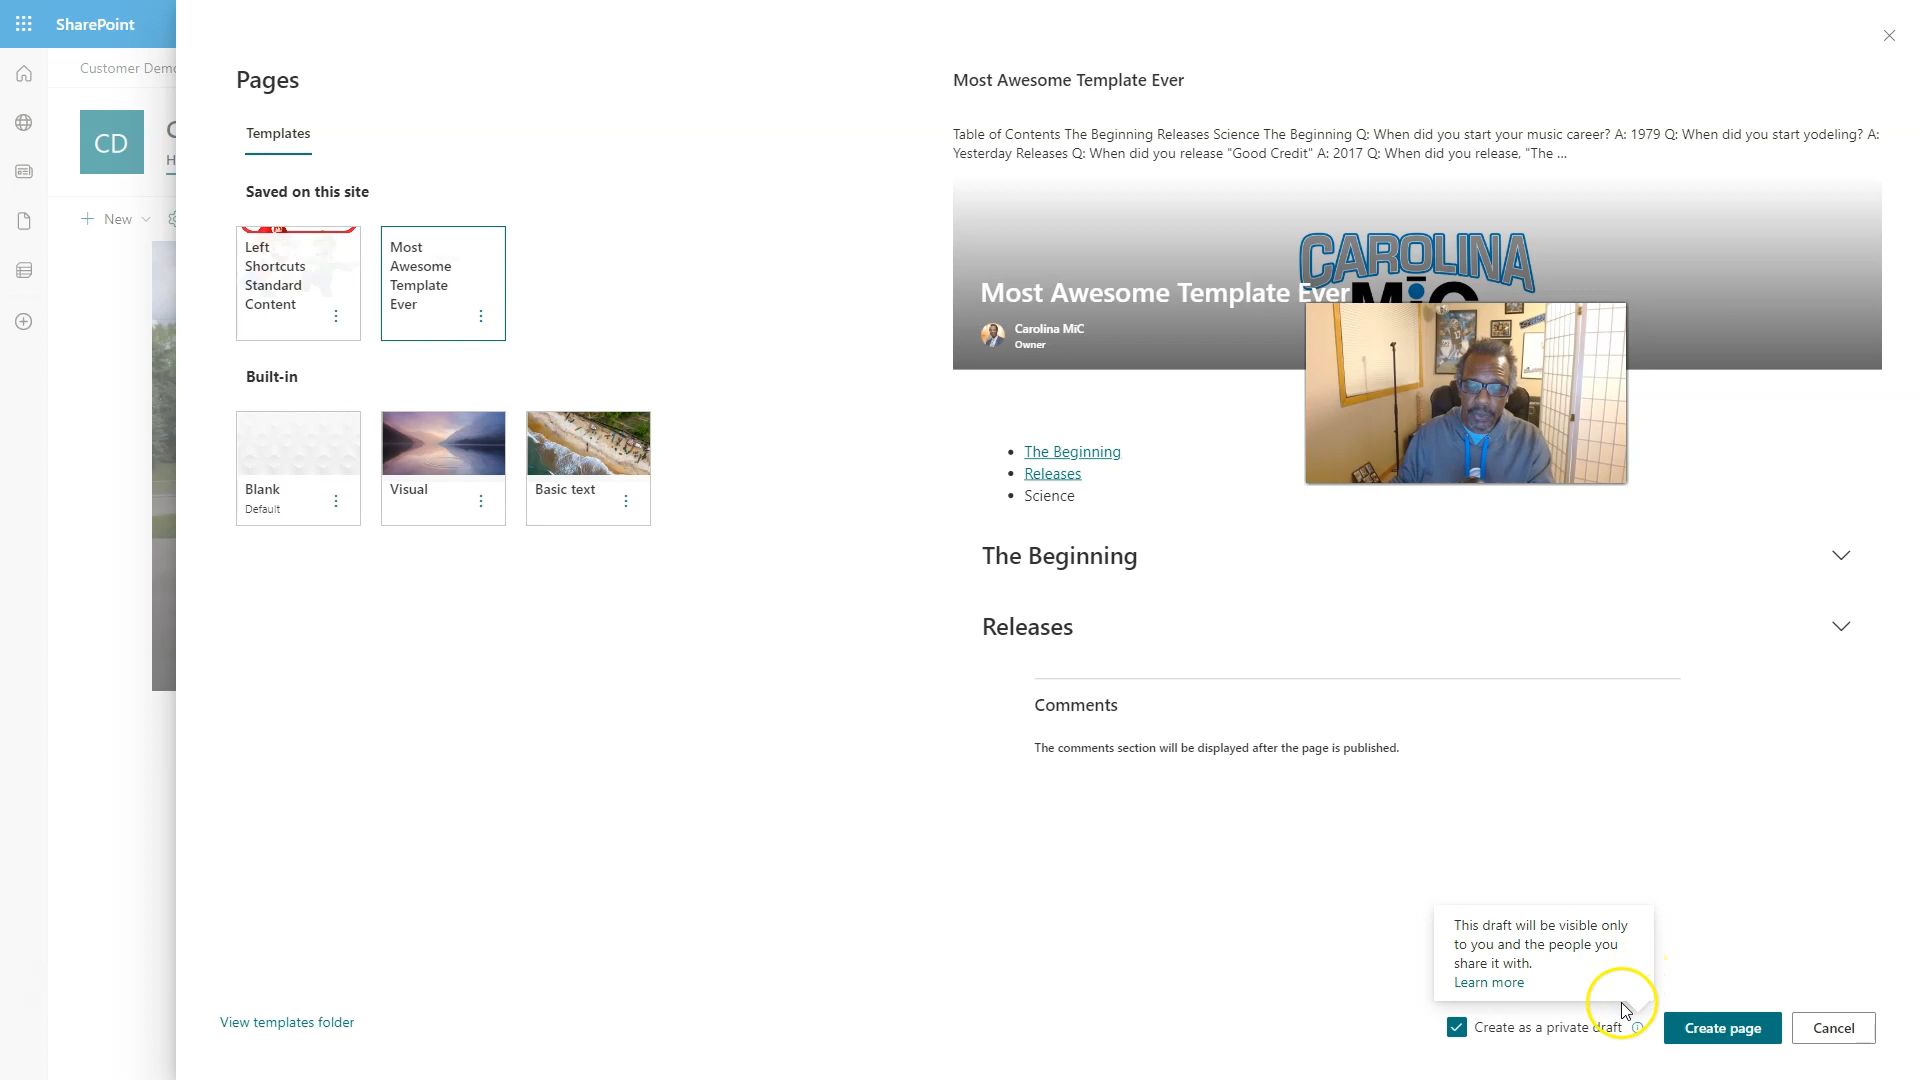 SharePoint
Customer Demo
CD
H
New
Pages
Templates
Saved on this site
Left
Shortcuts
Standard
Content
Most
Awesome
Template
Ever
Built-in
Blank
Default
Visual
Basic text
View templates folder
Most Awesome Template Ever
Table of Contents The Beginning Releases Science The Beginning Q: When did you start your music career? A: 1979 Q: When did you start yodeling? A:
Yesterday Releases Q: When did you release "Good Credit" A: 2017 Q: When did you release, "The ...
CAROLINA
MiC
Most Awesome Template Ever
Carolina MiC
Owner
The Beginning
Releases
Science
The Beginning
Releases
Comments
The comments section will be displayed after the page is published.
This draft will be visible only
to you and the people you
share it with.
Learn more
Create as a private draft
Create page
Cancel